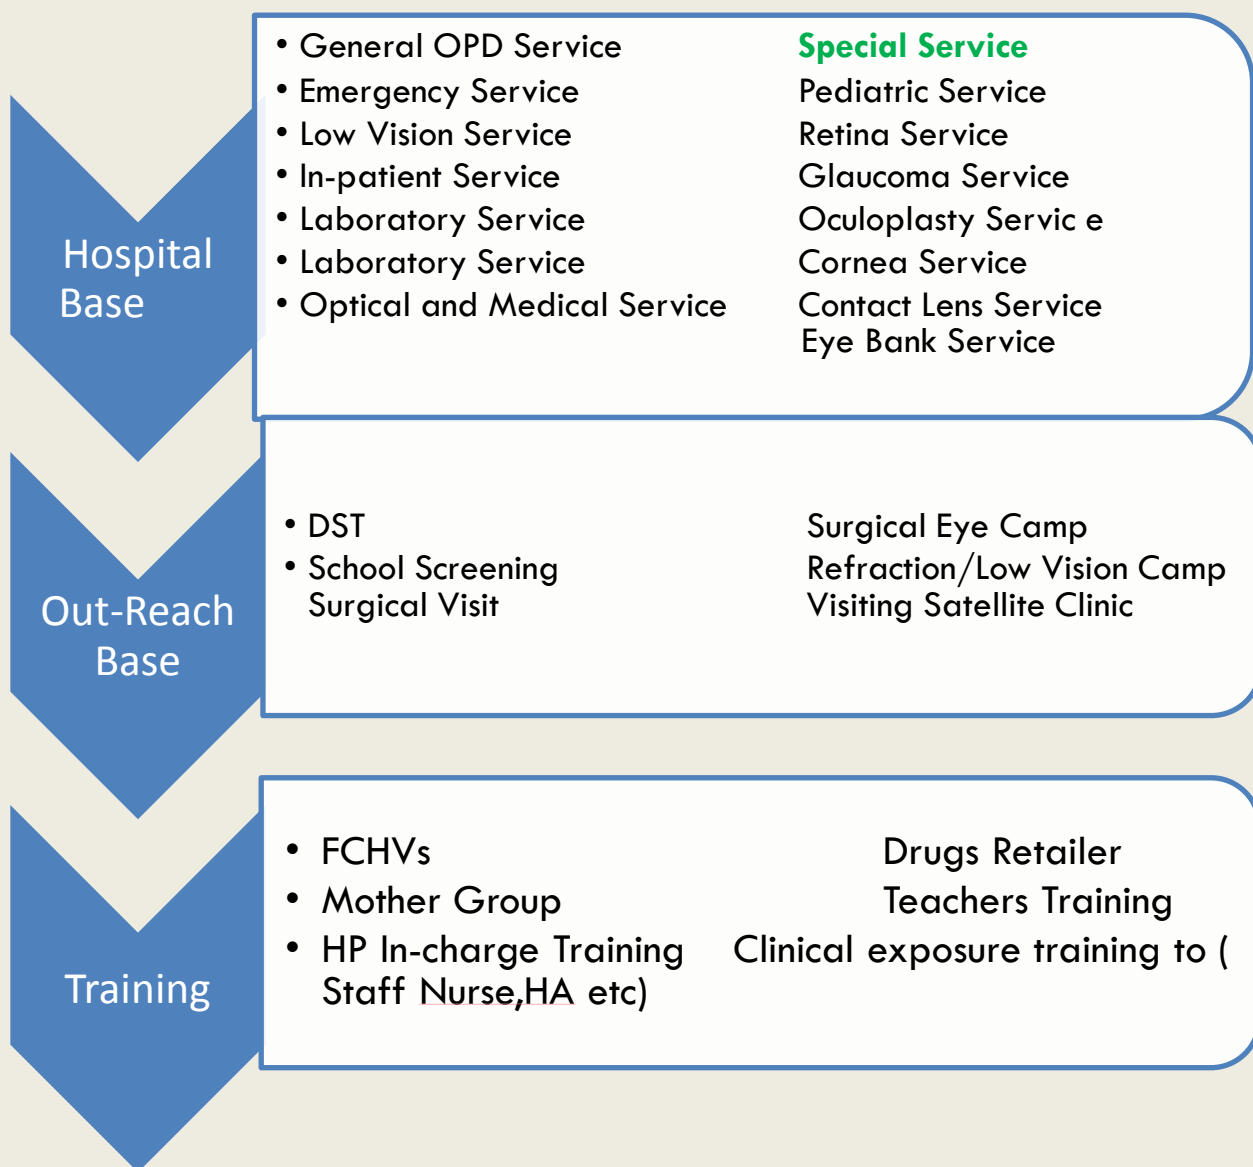 Hospital
Base
• General OPD Service Special Service
• Emergency Service Pediatric Service
• Low Vision Service Retina Service
• In-patient Service Glaucoma Service
• Laboratory Service Oculoplasty Servic e
• Laboratory Service Cornea Service
• Optical and Medical Service Contact Lens Service
Eye Bank Service
Out-Reach
Base
• DST Surgical Eye Camp
• School Screening Refraction/Low Vision Camp
Surgical Visit Visiting Satellite Clinic
Training
• FCHVs Drugs Retailer
• Mother Group Teachers Training
• HP In-charge Training Clinical exposure training to (
Staff Nurse,HA etc)